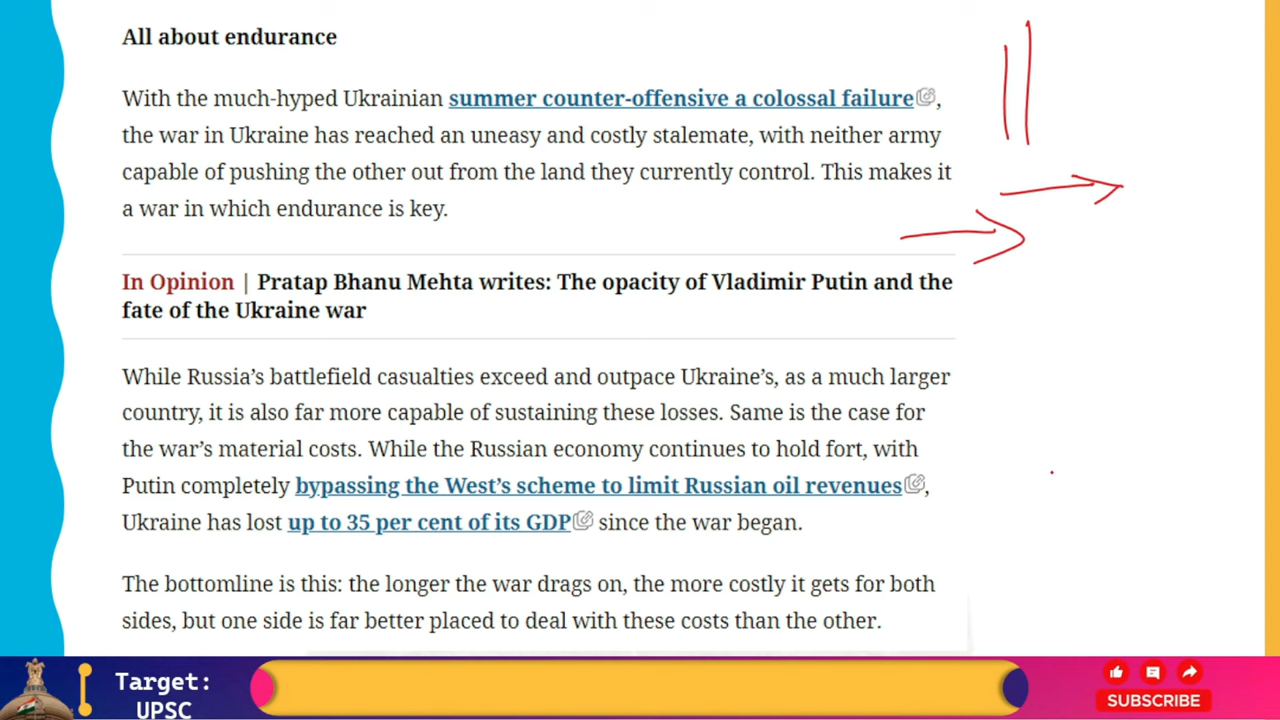 All about endurance
With the much-hyped Ukrainian summer counter-offensive a colossal failure,
the war in Ukraine has reached an uneasy and costly stalemate, with neither army
capable of pushing the other out from the land they currently control. This makes it
a war in which endurance is key.
In Opinion | Pratap Bhanu Mehta writes: The opacity of Vladimir Putin and the
fate of the Ukraine war
While Russia’s battlefield casualties exceed and outpace Ukraine’s, as a much larger
country, it is also far more capable of sustaining these losses. Same is the case for
the war’s material costs. While the Russian economy continues to hold fort, with
Putin completely bypassing the West’s scheme to limit Russian oil revenues,
Ukraine has lost up to 35 per cent of its GDP since the war began.
The bottomline is this: the longer the war drags on, the more costly it gets for both
sides, but one side is far better placed to deal with these costs than the other.
Target:
UPSC
SUBSCRIBE